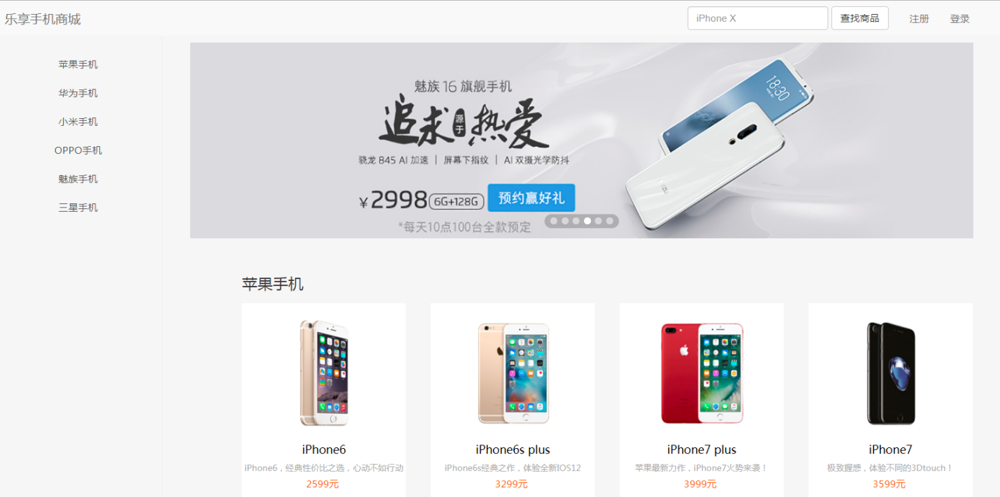 乐享手机商城
iPhone X
查找商品
注册
登录
苹果手机
华为手机
小米手机
OPPO手机
魅族手机
三星手机
魅族 16 旗舰手机
追求源于热爱
骁龙 845 AI 加速｜屏幕下指纹｜AI 双摄光学防抖
¥2998 6G+128G 预约赢好礼
*每天10点100台全款预定
18:30
苹果手机
iPhone6
iPhone6，经典性价比之选，心动不如行动
2599元
iPhone6s plus
iPhone6s经典之作，体验全新IOS12
3299元
iPhone7 plus
苹果最新力作，iPhone7火势来袭！
3999元
iPhone7
极致握感，体验不同的3Dtouch！
3599元